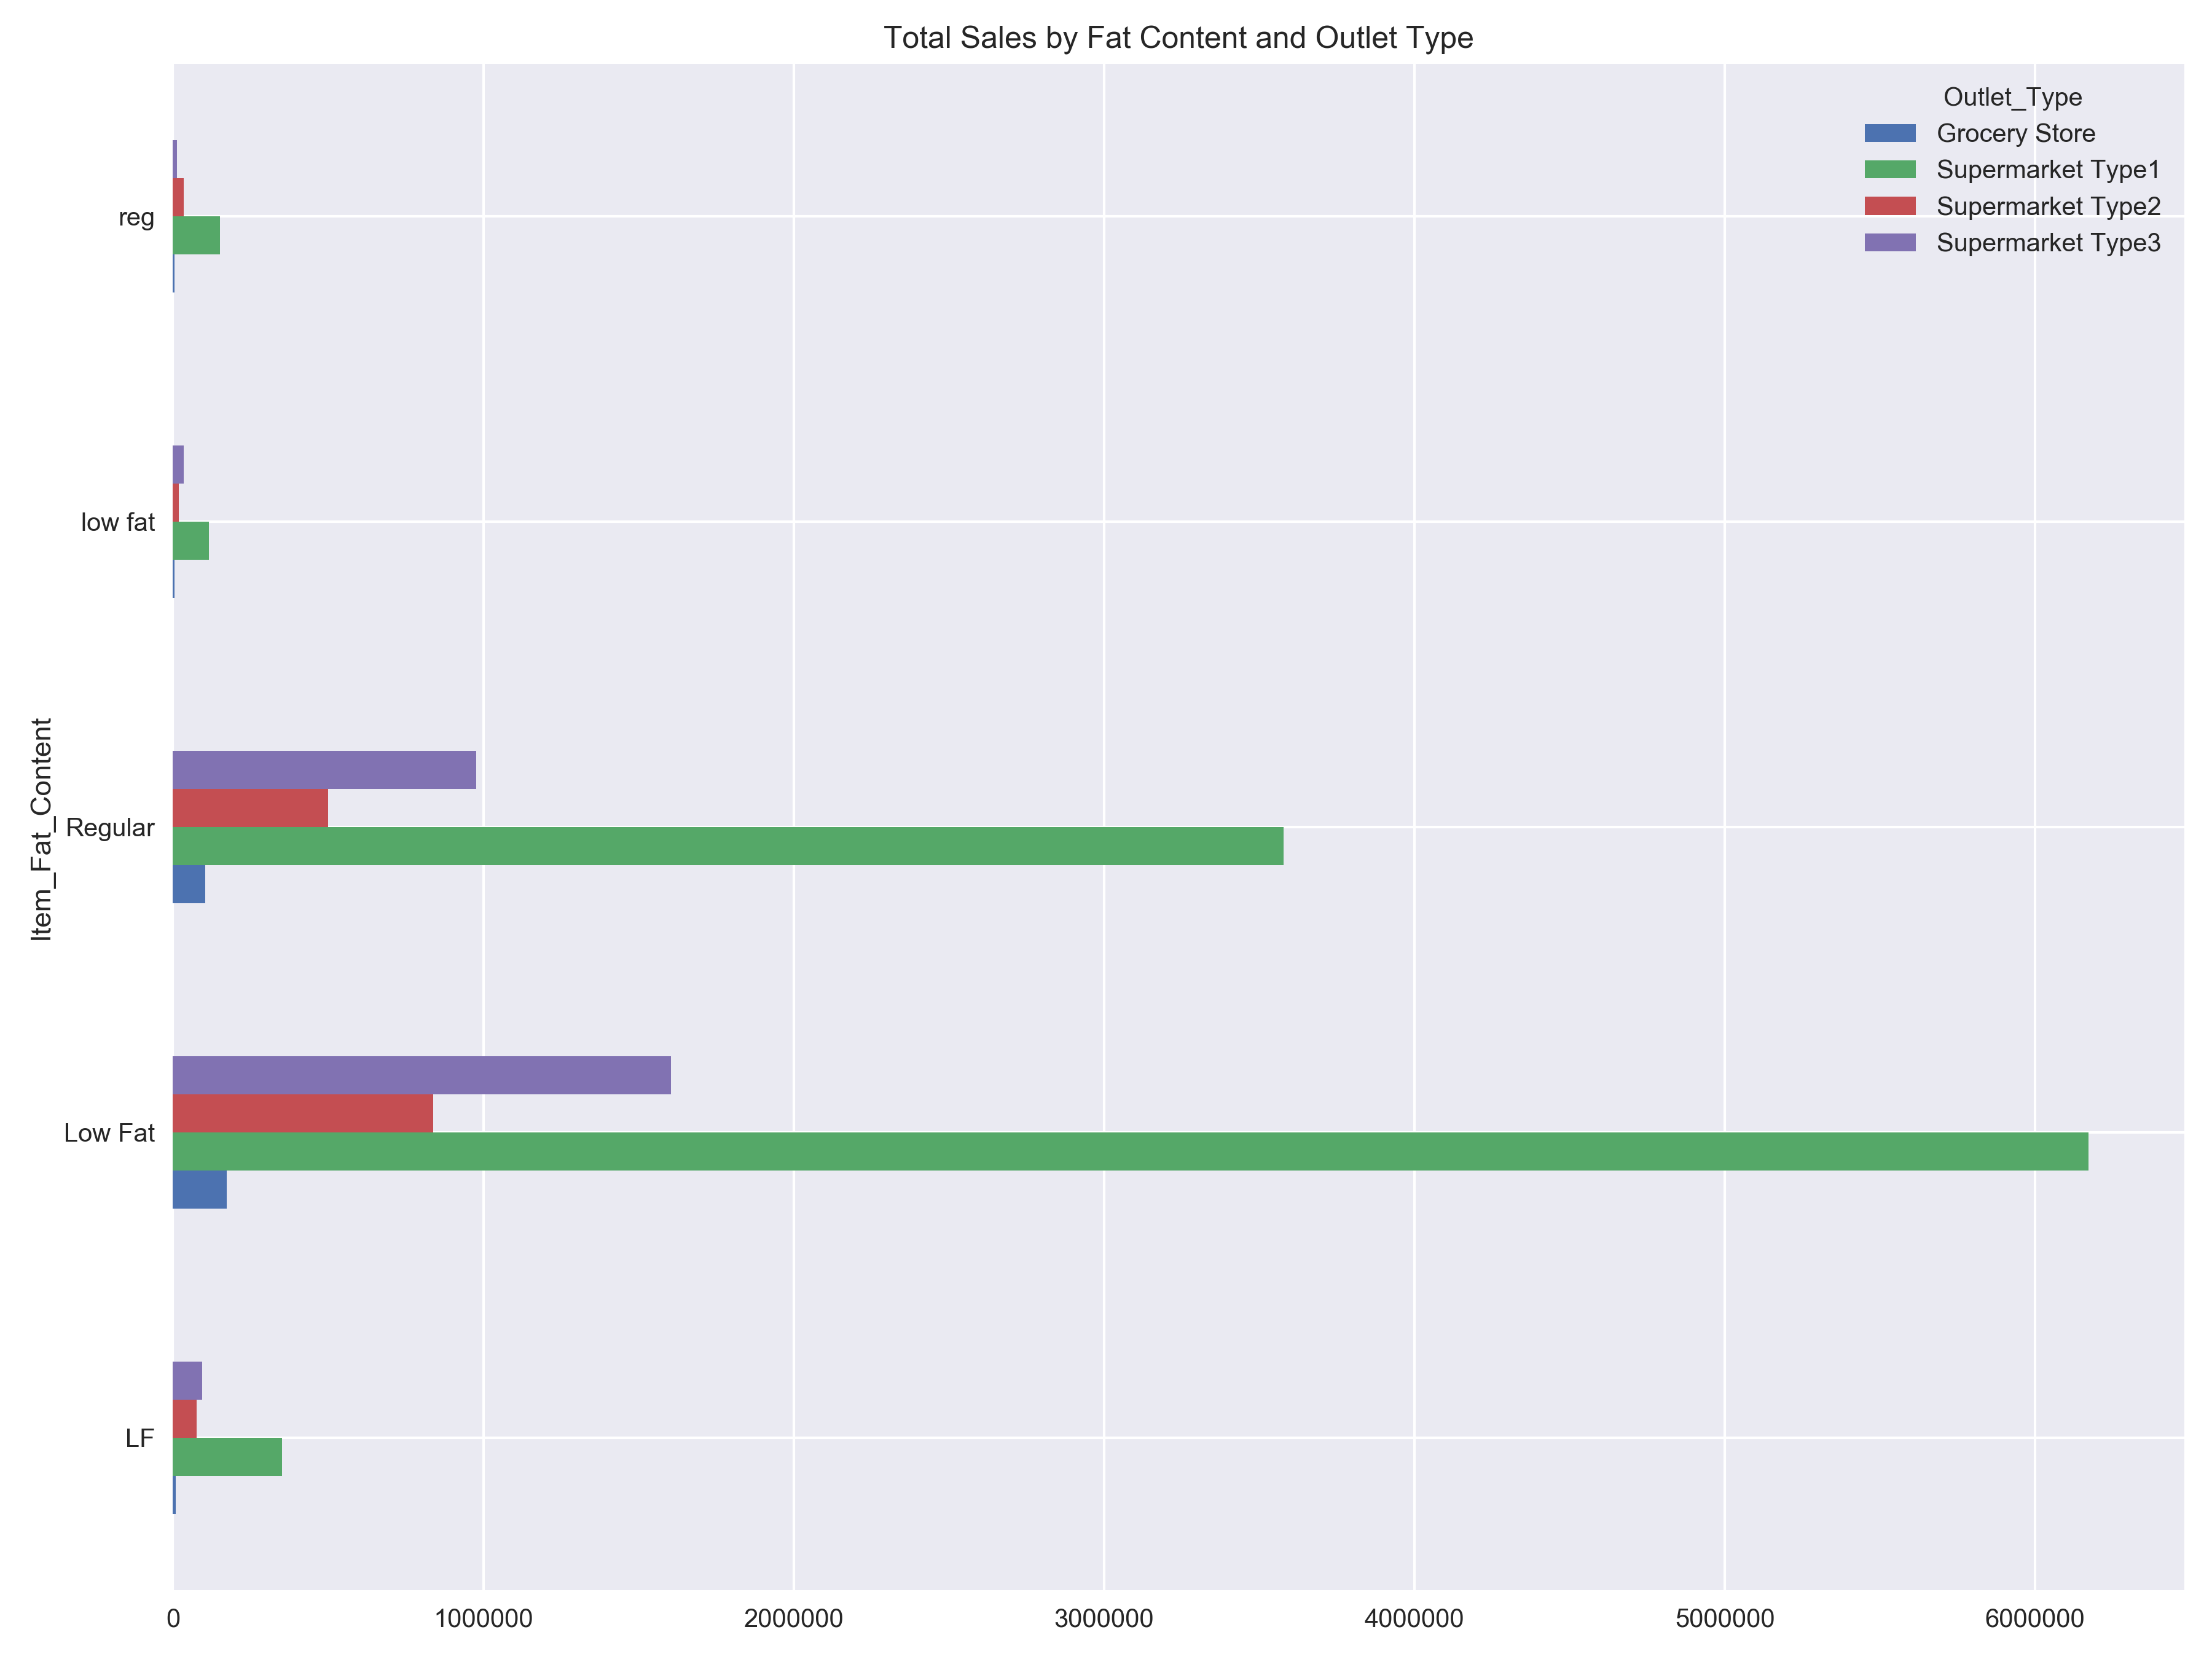 Total Sales by Fat Content and Outlet Type
Outlet_Type
Grocery Store
Supermarket Type1
Supermarket Type2
Supermarket Type3
Item_Fat_Content
reg
low fat
Regular
Low Fat
LF
0 1000000 2000000 3000000 4000000 5000000 6000000